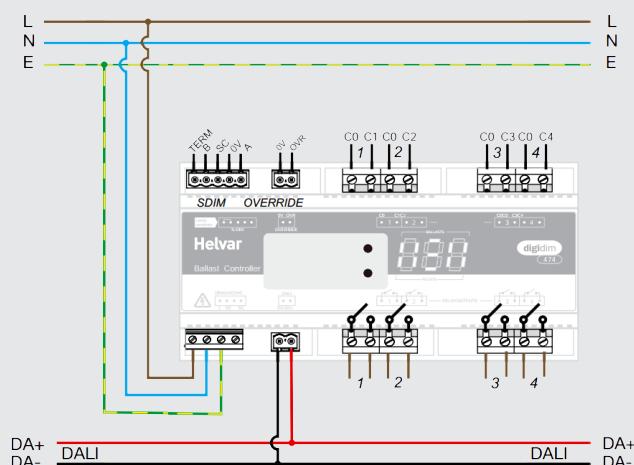 L L
N N
E E
TERM B SC 0V A 0V OVR C0 C1 C0 C2 C0 C3 C0 C4
1 2 3 4
SDIM OVERRIDE
Helvar
Ballast Controller
digidim
474
1 2 3 4
DA+ DA+
DALI DALI
DA- DA-